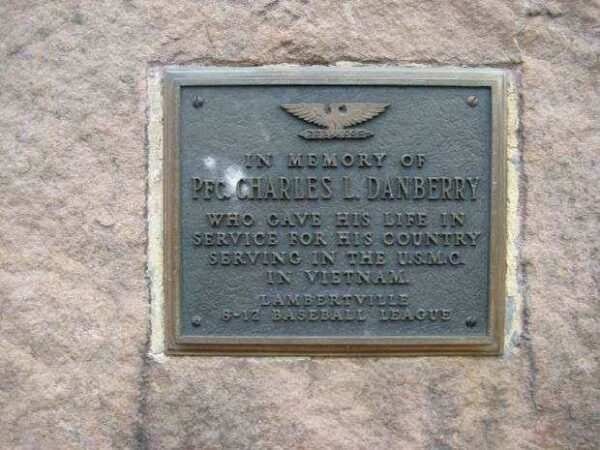 IN MEMORY OF
PFC. CHARLES L. DANBERRY
WHO GAVE HIS LIFE IN
SERVICE FOR HIS COUNTRY
SERVING IN THE U.S.M.C.
IN VIETNAM.
LAMBERTVILLE
8-12 BASEBALL LEAGUE